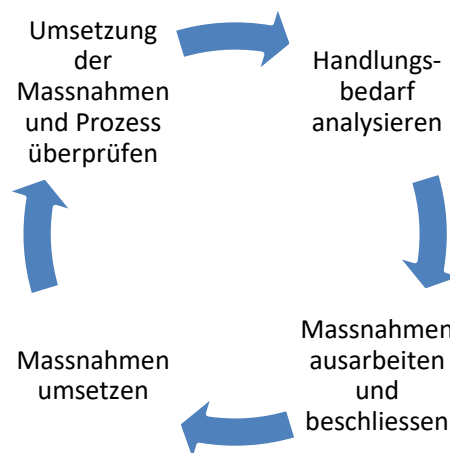 Umsetzung
der
Massnahmen
und Prozess
überprüfen
Handlungs-
bedarf
analysieren
Massnahmen
ausarbeiten
und
beschliessen
Massnahmen
umsetzen